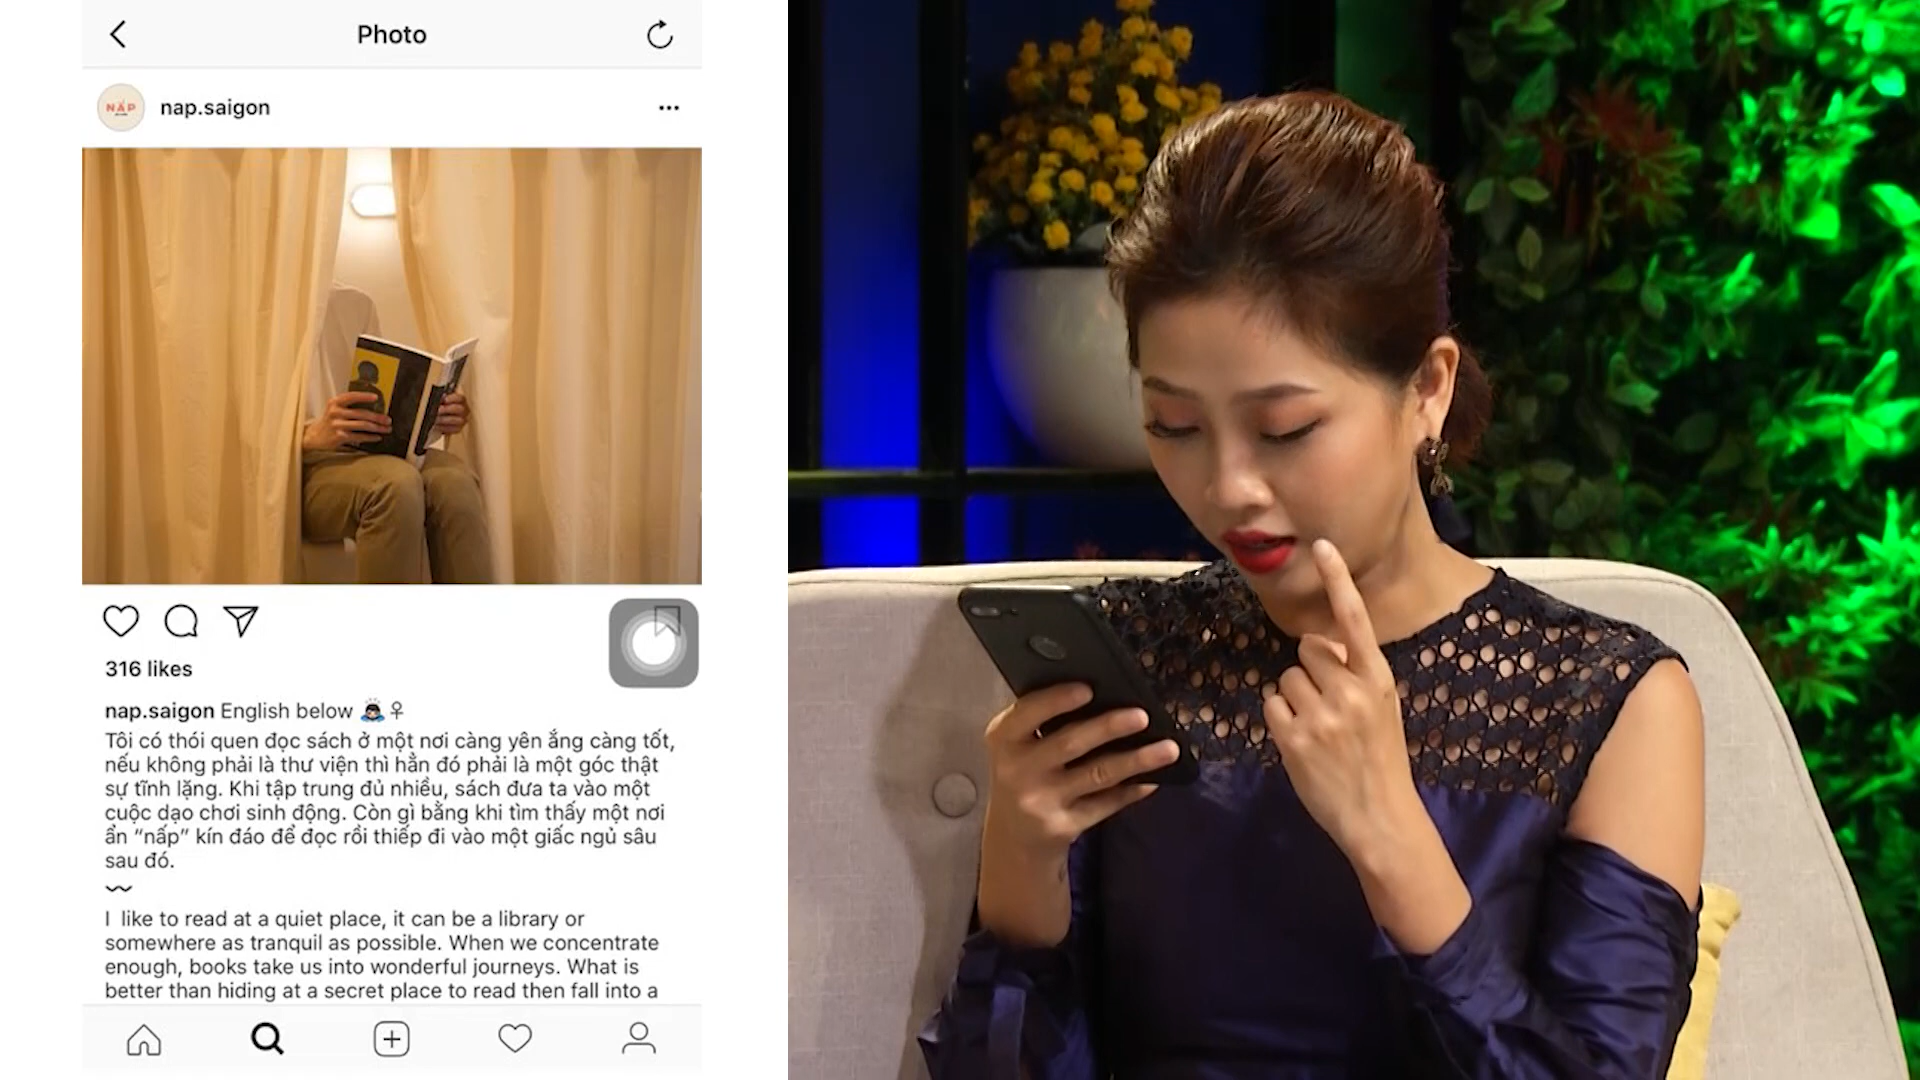 Photo
NẤP
nap.saigon
316 likes
nap.saigon English below 🙇‍♀
Tôi có thói quen đọc sách ở một nơi càng yên ắng càng tốt,
nếu không phải là thư viện thì hẳn đó phải là một góc thật
sự tĩnh lặng. Khi tập trung đủ nhiều, sách đưa ta vào một
cuộc dạo chơi sinh động. Còn gì bằng khi tìm thấy một nơi
ẩn “nấp” kín đáo để đọc rồi thiếp đi vào một giấc ngủ sâu
sau đó.
I like to read at a quiet place, it can be a library or
somewhere as tranquil as possible. When we concentrate
enough, books take us into wonderful journeys. What is
better than hiding at a secret place to read then fall into a